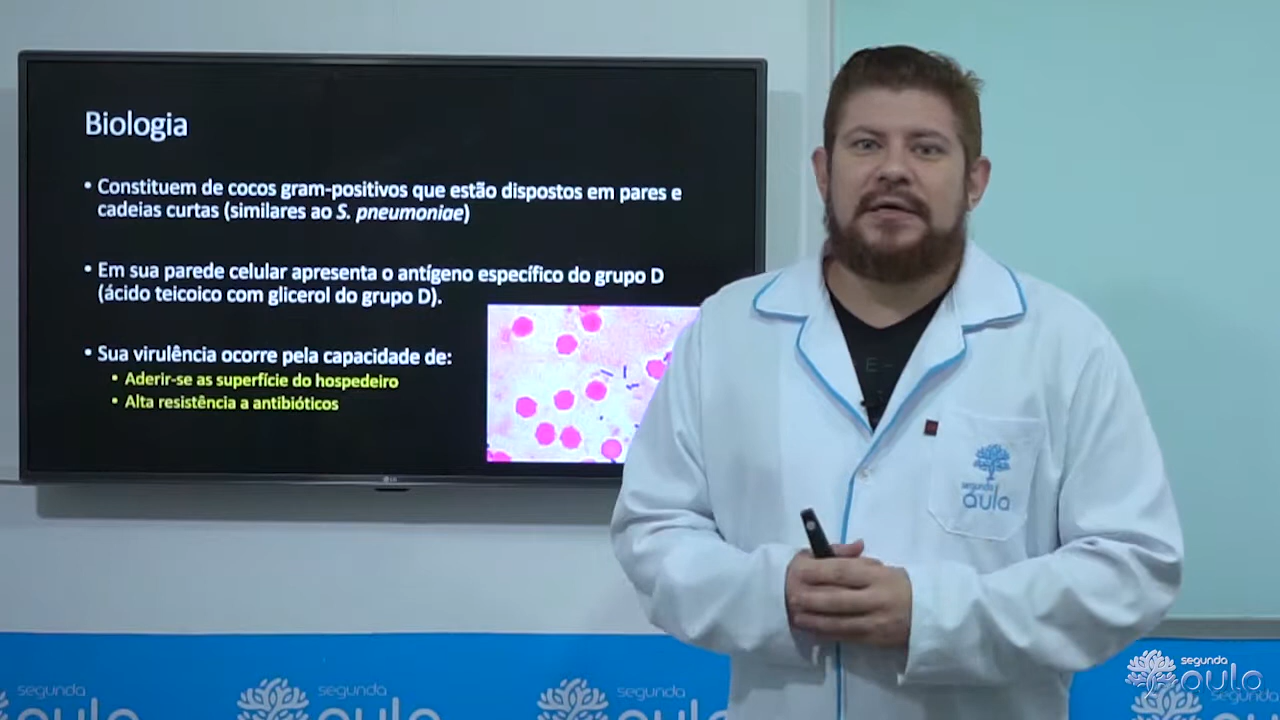 Biologia
• Constituem de cocos gram-positivos que estão dispostos em pares e
cadeias curtas (similares ao S. pneumoniae)
• Em sua parede celular apresenta o antígeno específico do grupo D
(ácido teicoico com glicerol do grupo D).
• Sua virulência ocorre pela capacidade de:
• Aderir-se as superfície do hospedeiro
• Alta resistência a antibióticos
LG
segunda
aula
segunda
aula
segunda
aula
segunda
aula
segunda
aula